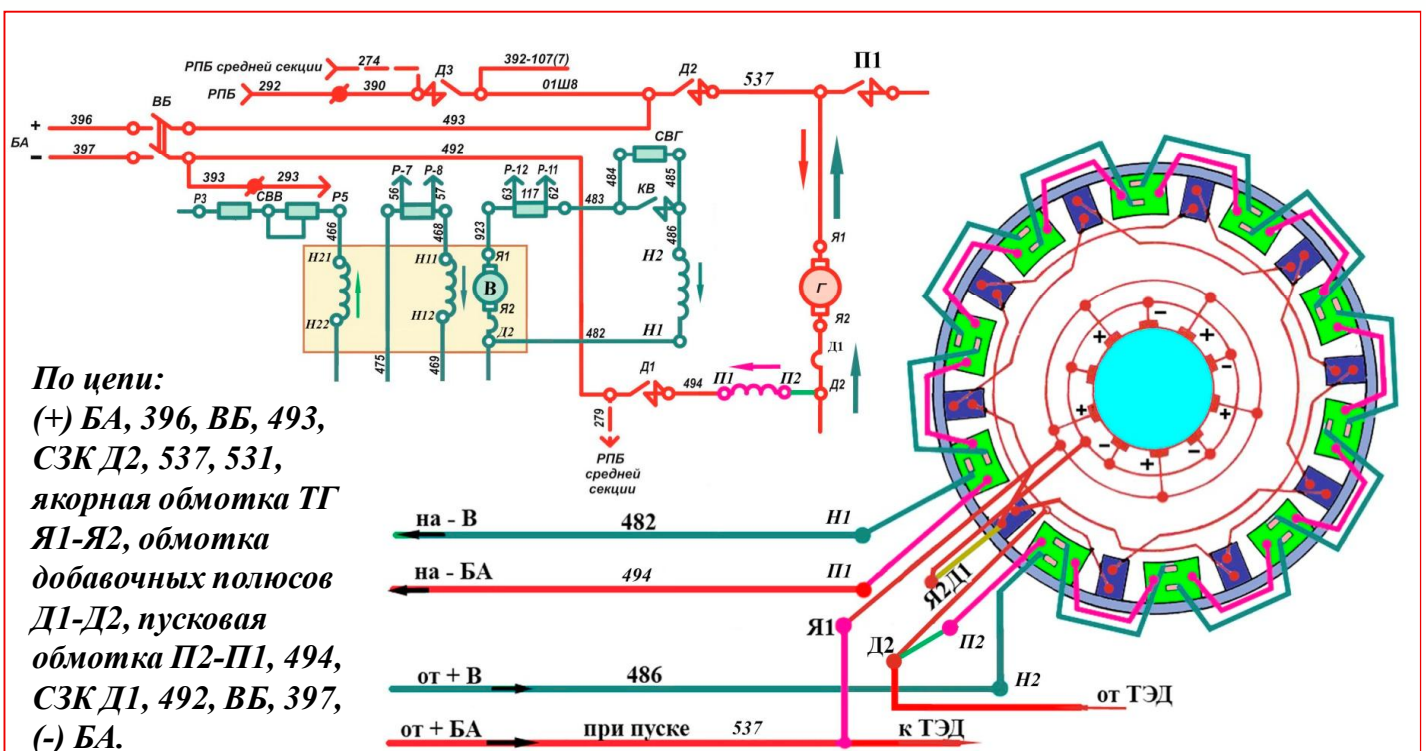 РПБ средней секции
274
392-107(7)
П1
Д3
Д2
537
РПБ
292
390
01Ш8
ВБ
+
396
493
СВГ
БА
−
397
492
393
293
Р-7
Р-8
Р-12
Р-11
484
485
КВ
Р3
СВВ
Р5
56
57
63
117
62
483
466
468
923
486
Я1
Н21
Н11
Я1
Н2
В
Г
Н22
Н12
Я2
Я2
Д2
482
Н1
Д1
475
469
Д1
494
П1
П2
Д2
279
РПБ
средней
секции
По цепи:
(+) БА, 396, ВБ, 493,
СЗК Д2, 537, 531,
якорная обмотка ТГ
Я1-Я2, обмотка
добавочных полюсов
Д1-Д2, пусковая
обмотка П2-П1, 494,
СЗК Д1, 492, ВБ, 397,
(-) БА.
+
−
+
−
+
−
+
−
+
−
на - В
482
Н1
на - БА
494
П1
Я2Д1
Я1
Д2
П2
от + В
486
Н2
от ТЭД
от + БА
при пуске
537
к ТЭД